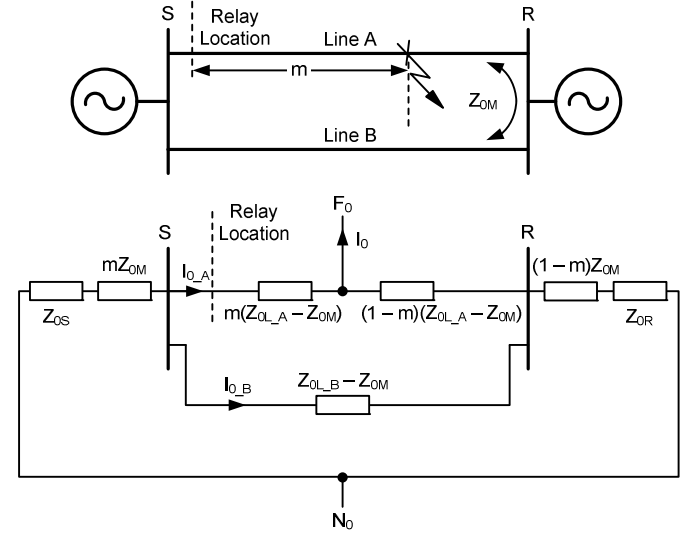 S
Relay
Location
Line A
R
m
Z0M
Line B
F0
Relay
Location
I0
S
R
mZ0M
I0_A
(1 – m)Z0M
Z0S
m(Z0L_A – Z0M)
(1 – m)(Z0L_A – Z0M)
Z0R
I0_B
Z0L_B – Z0M
N0